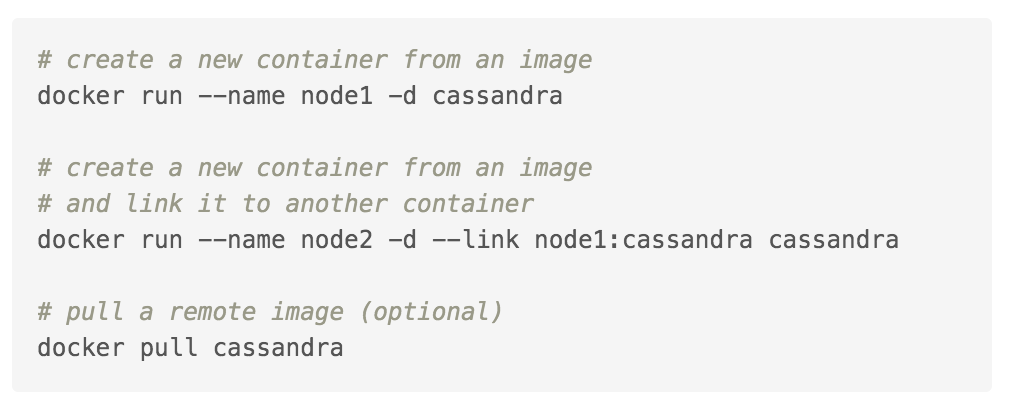 # create a new container from an image
docker run --name node1 -d cassandra
# create a new container from an image
# and link it to another container
docker run --name node2 -d --link node1:cassandra cassandra
# pull a remote image (optional)
docker pull cassandra